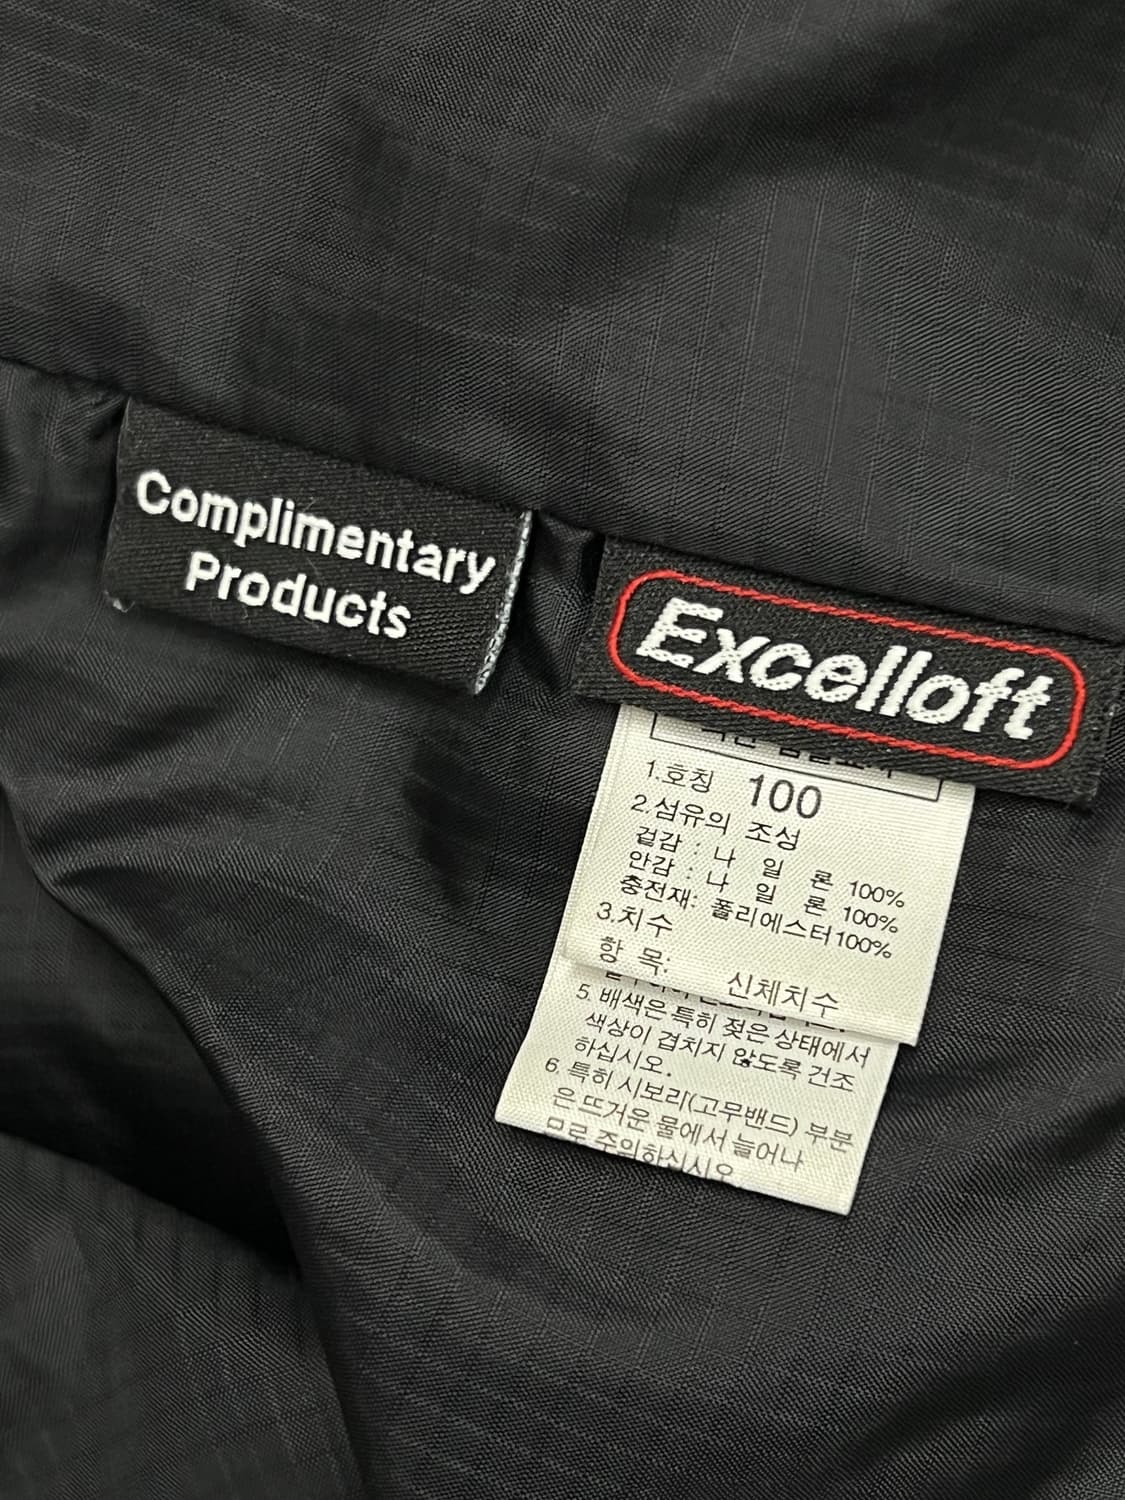 Complimentary
Products
Excelloft
1.호칭 100
2.섬유의 조성
겉감 : 나 일 론 100%
안감 : 나 일 론 100%
충전재: 폴리에스터100%
3.치수
항 목: 신체치수
5. 배색은 특히 젖은 상태에서
색상이 겹치지 않도록 건조
하십시오.
6. 특히 시보리(고무밴드) 부분
은 뜨거운 물에서 늘어나
므로 주의하십시오.